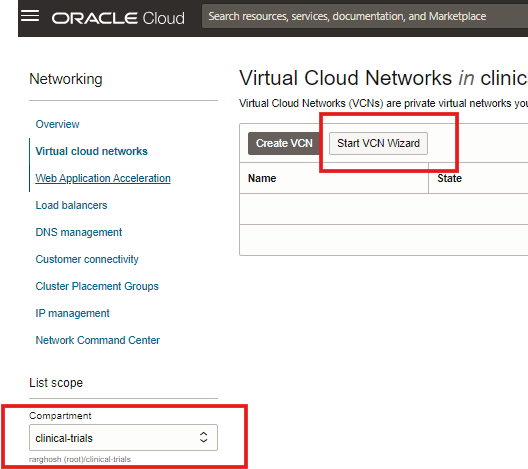 ORACLE Cloud
Search resources, services, documentation, and Marketplace
Networking
Overview
Virtual cloud networks
Web Application Acceleration
Load balancers
DNS management
Customer connectivity
Cluster Placement Groups
IP management
Network Command Center
List scope
Compartment
clinical-trials
rarghosh (root)/clinical-trials
Virtual Cloud Networks in clinic
Virtual Cloud Networks (VCNs) are private virtual networks you
Create VCN
Start VCN Wizard
Name State